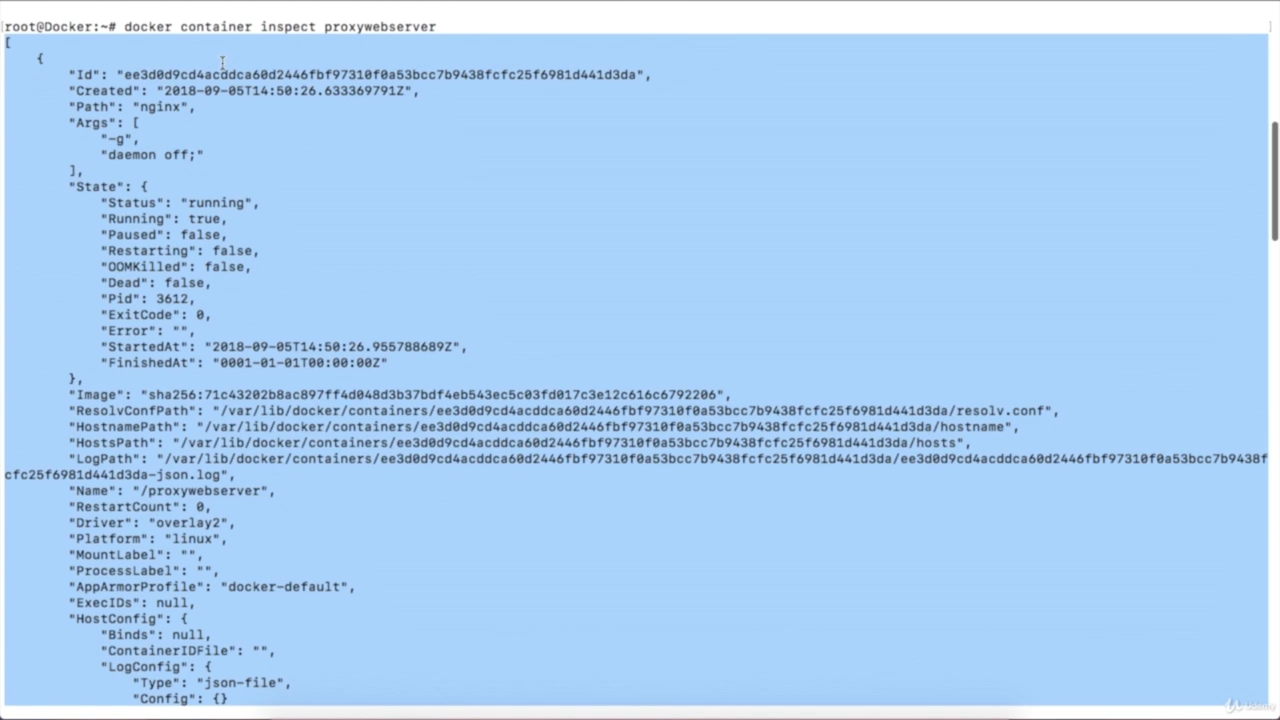 root@Docker:~# docker container inspect proxywebserver
[
    {
        "Id": "ee3d0d9cd4acddca60d2446fbf97310f0a53bcc7b9438fcfc25f6981d441d3da",
        "Created": "2018-09-05T14:50:26.633369791Z",
        "Path": "nginx",
        "Args": [
            "-g",
            "daemon off;"
        ],
        "State": {
            "Status": "running",
            "Running": true,
            "Paused": false,
            "Restarting": false,
            "OOMKilled": false,
            "Dead": false,
            "Pid": 3612,
            "ExitCode": 0,
            "Error": "",
            "StartedAt": "2018-09-05T14:50:26.955788689Z",
            "FinishedAt": "0001-01-01T00:00:00Z"
        },
        "Image": "sha256:71c43202b8ac897ff4d048d3b37bdf4eb543ec5c03fd017c3e12c616c6792206",
        "ResolvConfPath": "/var/lib/docker/containers/ee3d0d9cd4acddca60d2446fbf97310f0a53bcc7b9438fcfc25f6981d441d3da/resolv.conf",
        "HostnamePath": "/var/lib/docker/containers/ee3d0d9cd4acddca60d2446fbf97310f0a53bcc7b9438fcfc25f6981d441d3da/hostname",
        "HostsPath": "/var/lib/docker/containers/ee3d0d9cd4acddca60d2446fbf97310f0a53bcc7b9438fcfc25f6981d441d3da/hosts",
        "LogPath": "/var/lib/docker/containers/ee3d0d9cd4acddca60d2446fbf97310f0a53bcc7b9438fcfc25f6981d441d3da/ee3d0d9cd4acddca60d2446fbf97310f0a53bcc7b9438f
cfc25f6981d441d3da-json.log",
        "Name": "/proxywebserver",
        "RestartCount": 0,
        "Driver": "overlay2",
        "Platform": "linux",
        "MountLabel": "",
        "ProcessLabel": "",
        "AppArmorProfile": "docker-default",
        "ExecIDs": null,
        "HostConfig": {
            "Binds": null,
            "ContainerIDFile": "",
            "LogConfig": {
                "Type": "json-file",
                "Config": {}
Udemy